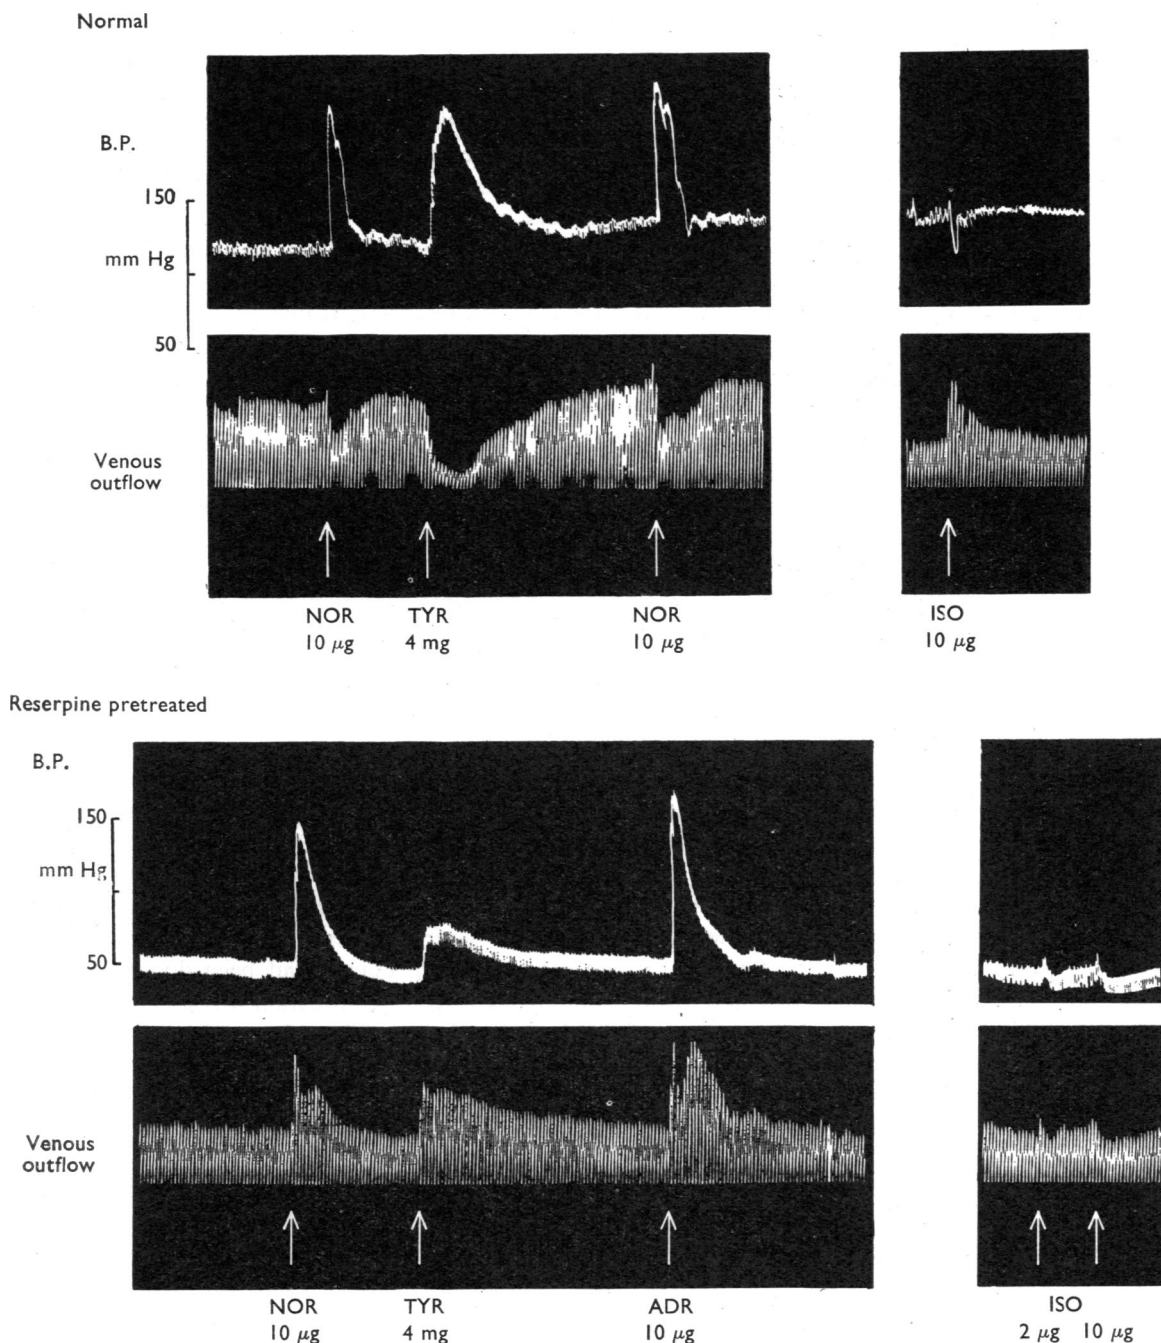 Normal
B.P.
150
mm Hg
50
Venous
outflow
NOR TYR NOR ISO
10 µg 4 mg 10 µg 10 µg
Reserpine pretreated
B.P.
150
mm Hg
50
Venous
outflow
NOR TYR ADR ISO
10 µg 4 mg 10 µg 2 µg 10 µg